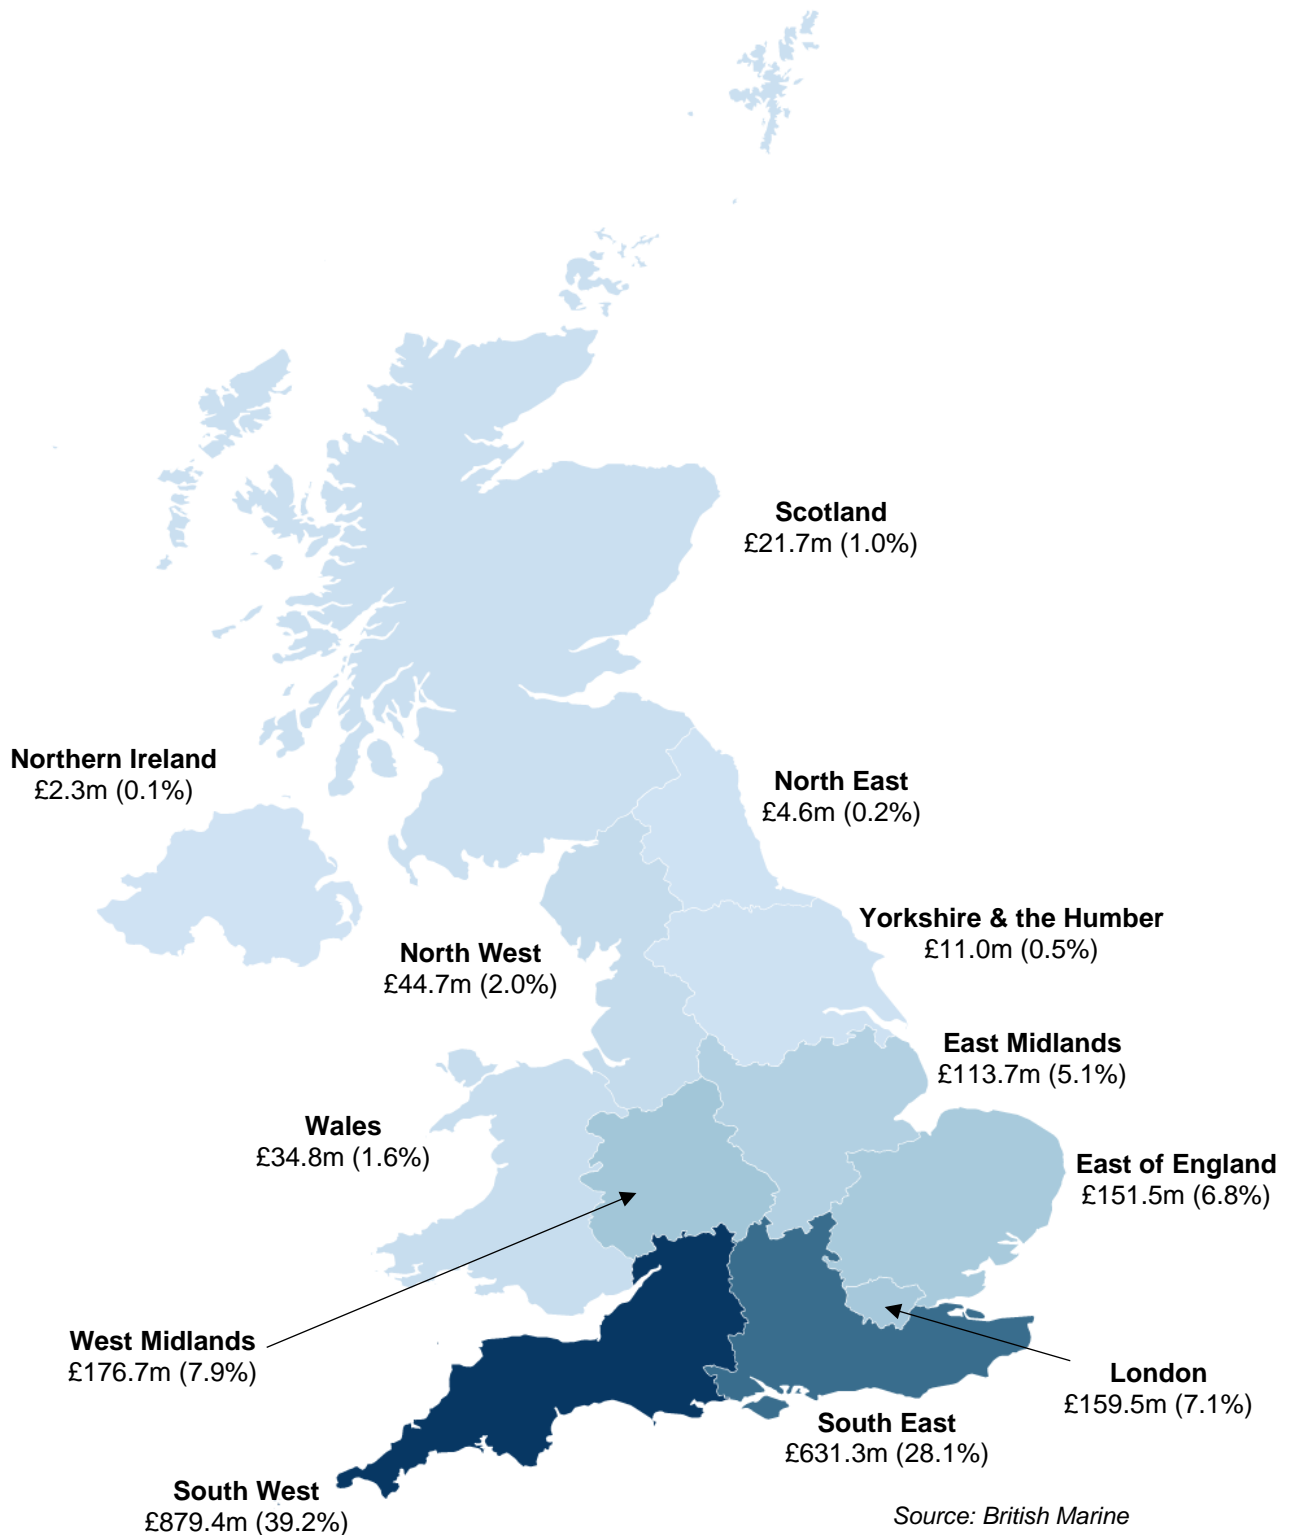 Scotland
£21.7m (1.0%)
Northern Ireland
£2.3m (0.1%)
North East
£4.6m (0.2%)
Yorkshire & the Humber
£11.0m (0.5%)
North West
£44.7m (2.0%)
East Midlands
£113.7m (5.1%)
Wales
£34.8m (1.6%)
East of England
£151.5m (6.8%)
West Midlands
£176.7m (7.9%)
London
£159.5m (7.1%)
South East
£631.3m (28.1%)
South West
£879.4m (39.2%)
Source: British Marine